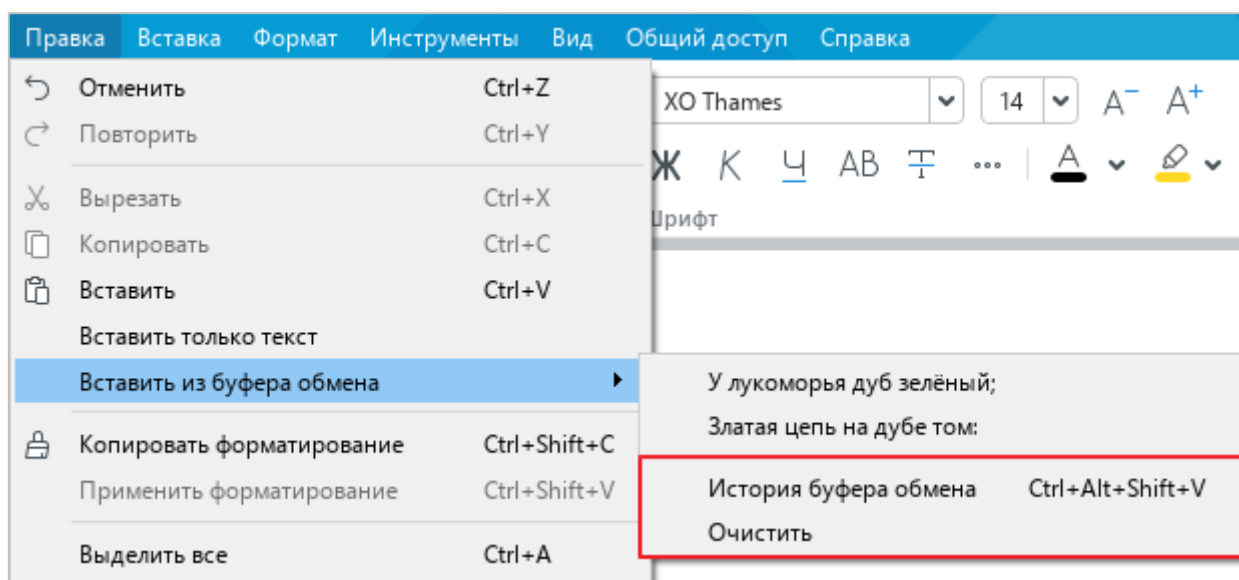 Правка Вставка Формат Инструменты Вид Общий доступ Справка
Отменить Ctrl+Z
Повторить Ctrl+Y
Вырезать Ctrl+X
Копировать Ctrl+C
Вставить Ctrl+V
Вставить только текст
Вставить из буфера обмена
Копировать форматирование Ctrl+Shift+C
Применить форматирование Ctrl+Shift+V
Выделить все Ctrl+A
XO Thames 14 A⁻ A⁺
Ж К Ч АВ Т ... А
Шрифт
У лукоморья дуб зелёный;
Златая цепь на дубе том:
История буфера обмена Ctrl+Alt+Shift+V
Очистить